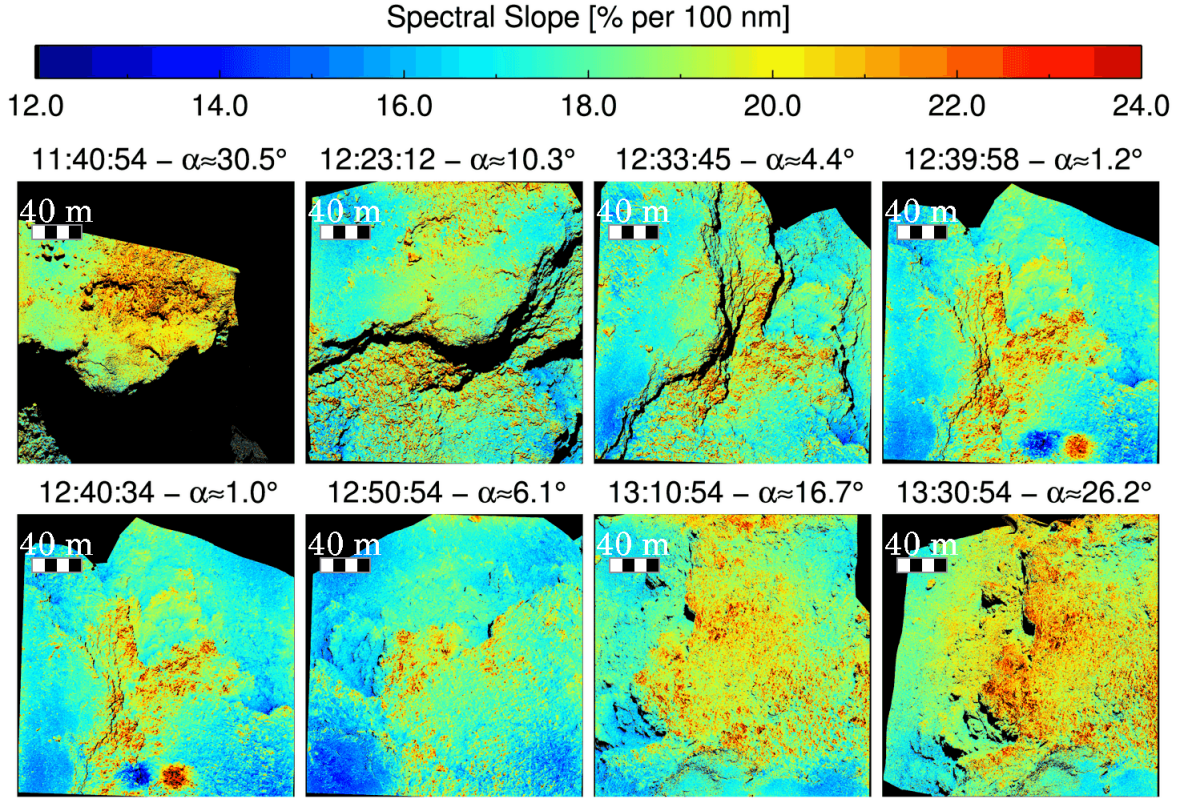 Spectral Slope [% per 100 nm]
12.0 14.0 16.0 18.0 20.0 22.0 24.0
11:40:54 – α≈30.5° 12:23:12 – α≈10.3° 12:33:45 – α≈4.4° 12:39:58 – α≈1.2°
40 m 40 m 40 m 40 m
12:40:34 – α≈1.0° 12:50:54 – α≈6.1° 13:10:54 – α≈16.7° 13:30:54 – α≈26.2°
40 m 40 m 40 m 40 m